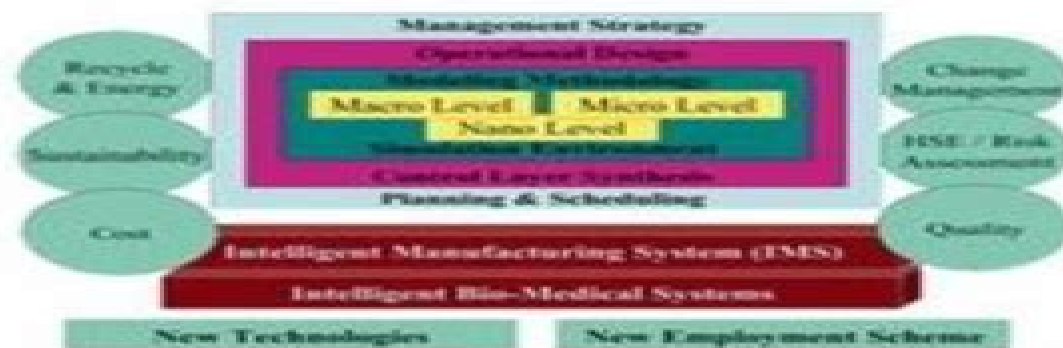 Management Strategy
Operational Design
Modeling Methodology
Macro Level
Micro Level
Nano Level
Simulation Environment
Control Layer Synthesis
Planning & Scheduling
Recycle
& Energy
Sustainability
Cost
Change
Management
HSE / Risk
Assessment
Quality
Intelligent Manufacturing System (IMS)
Intelligent Bio-Medical Systems
New Technologies
New Employment Scheme